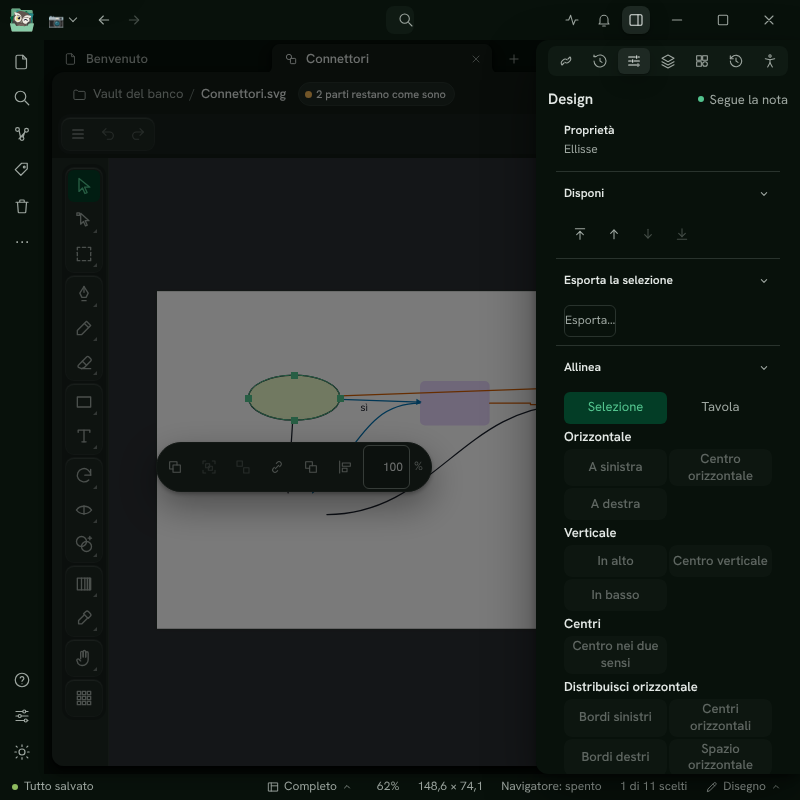 Benvenuto
Connettori
Vault del banco / Connettori.svg
2 parti restano come sono
sì
100 %
Design
Segue la nota
Proprietà
Ellisse
Disponi
Esporta la selezione
Esporta...
Allinea
Selezione
Tavola
Orizzontale
A sinistra
Centro
orizzontale
A destra
Verticale
In alto
Centro verticale
In basso
Centri
Centro nei due
sensi
Distribuisci orizzontale
Bordi sinistri
Centri
orizzontali
Bordi destri
Spazio
orizzontale
Tutto salvato
Completo
62%
148,6 × 74,1
Navigatore: spento
1 di 11 scelti
Disegno